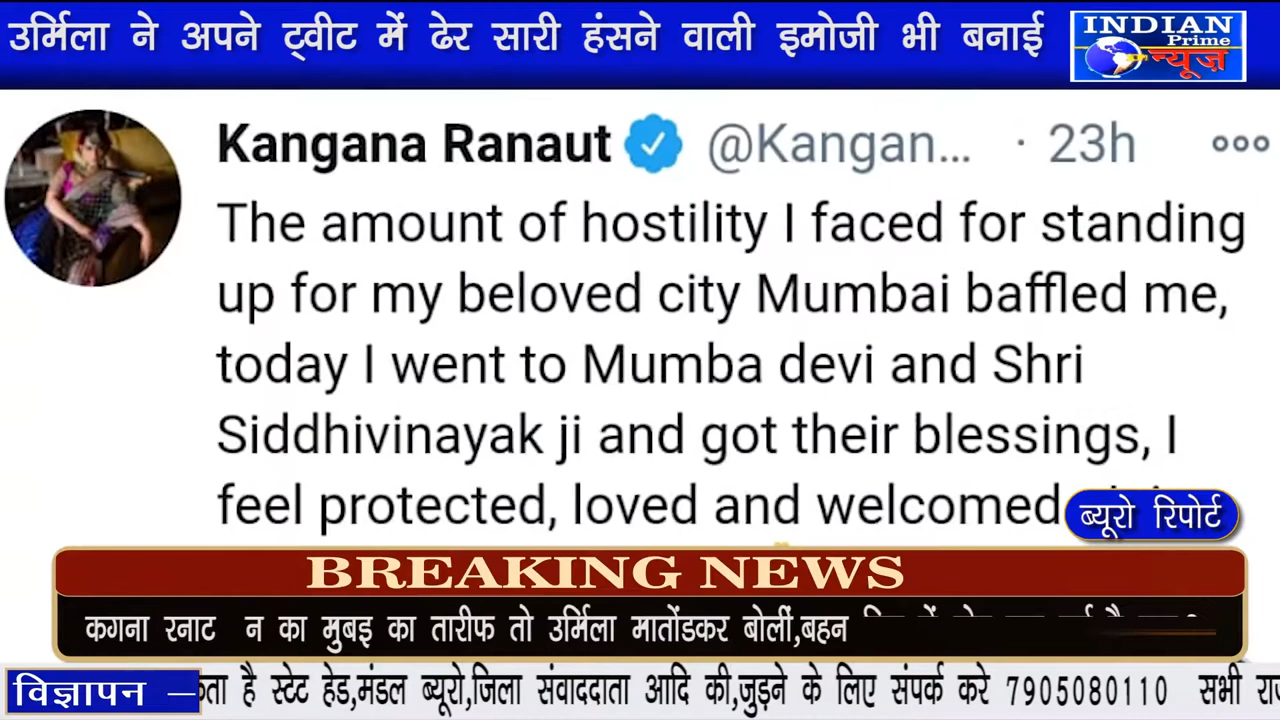 उर्मिला ने अपने ट्वीट में ढेर सारी हंसने वाली इमोजी भी बनाई
INDIAN
Prime
न्यूज़
Kangana Ranaut @Kangan... · 23h
The amount of hostility I faced for standing
up for my beloved city Mumbai baffled me,
today I went to Mumba devi and Shri
Siddhivinayak ji and got their blessings, I
feel protected, loved and welcomed
ब्यूरो रिपोर्ट
BREAKING NEWS
कगना रनाट न का मुबइ का तारीफ तो उर्मिला मातोंडकर बोलीं,बहन
विज्ञापन – है स्टेट हेड,मंडल ब्यूरो,जिला संवाददाता आदि की,जुड़ने के लिए संपर्क करे 7905080110 सभी